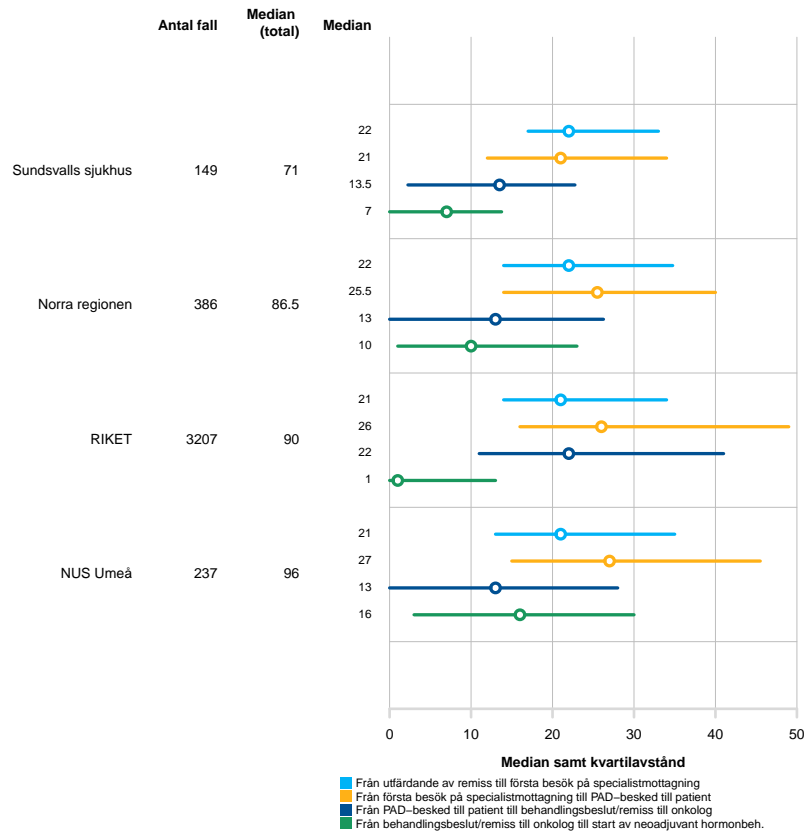 Antal fall Median (total) Median
22
21
Sundsvalls sjukhus 149 71
13.5
7
22
25.5
Norra regionen 386 86.5
13
10
21
26
RIKET 3207 90
22
1
21
27
NUS Umeå 237 96
13
16
0 10 20 30 40 50
Median samt kvartilavstånd
Från utfärdande av remiss till första besök på specialistmottagning
Från första besök på specialistmottagning till PAD−besked till patient
Från PAD−besked till patient till behandlingsbeslut/remiss till onkolog
Från behandlingsbeslut/remiss till onkolog till start av neoadjuvant hormonbeh.